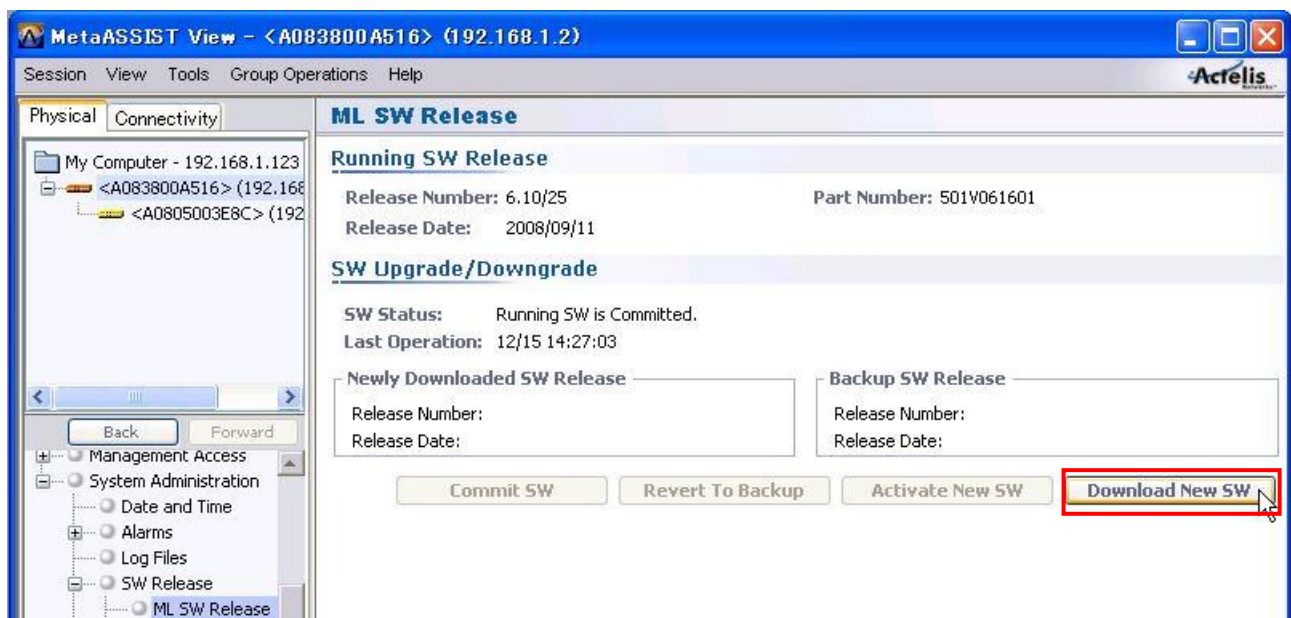 MetaASSIST View - <A083800A516> (192.168.1.2)
Session View Tools Group Operations Help
Actelis
Networks
Physical Connectivity
My Computer - 192.168.1.123
<A083800A516> (192.168
<A0805003E8C> (192
Back Forward
Management Access
System Administration
Date and Time
Alarms
Log Files
SW Release
ML SW Release
ML SW Release
Running SW Release
Release Number: 6.10/25 Part Number: 501V061601
Release Date: 2008/09/11
SW Upgrade/Downgrade
SW Status: Running SW is Committed.
Last Operation: 12/15 14:27:03
Newly Downloaded SW Release Backup SW Release
Release Number: Release Number:
Release Date: Release Date:
Commit SW Revert To Backup Activate New SW Download New SW